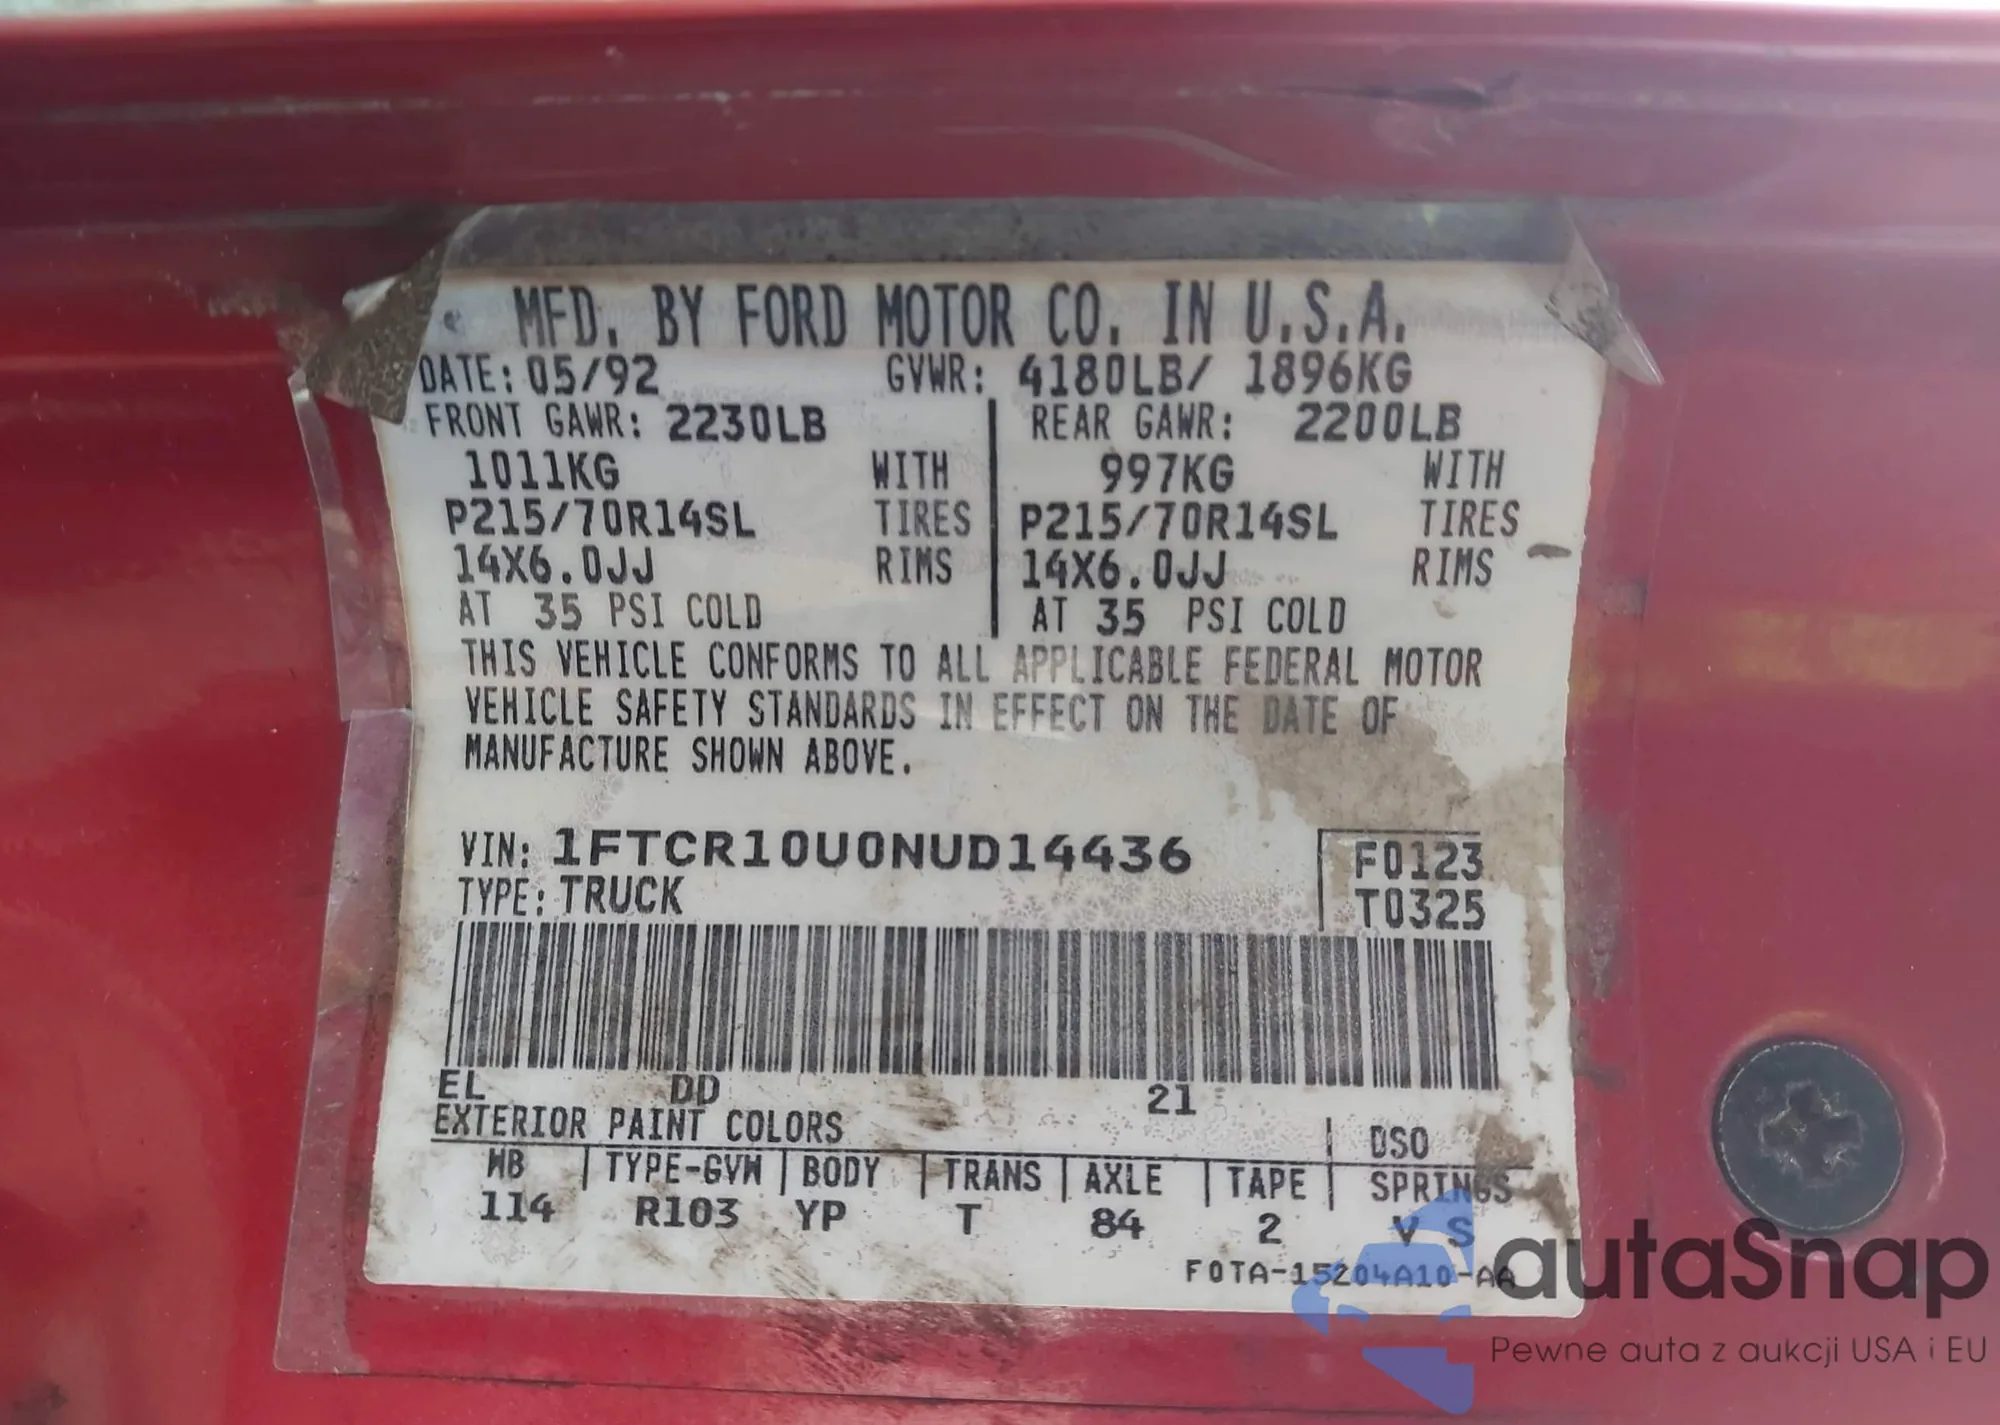 MFD. BY FORD MOTOR CO. IN U.S.A.
DATE: 05/92 GVWR: 4180LB/ 1896KG
FRONT GAWR: 2230LB REAR GAWR: 2200LB
1011KG WITH 997KG WITH
P215/70R14SL TIRES P215/70R14SL TIRES
14X6.0JJ RIMS 14X6.0JJ RIMS
AT 35 PSI COLD AT 35 PSI COLD
THIS VEHICLE CONFORMS TO ALL APPLICABLE FEDERAL MOTOR
VEHICLE SAFETY STANDARDS IN EFFECT ON THE DATE OF
MANUFACTURE SHOWN ABOVE.
VIN: 1FTCR10U0NUD14436 F0123
TYPE: TRUCK T0325
EL DD 21
EXTERIOR PAINT COLORS DSO
WB TYPE-GVW BODY TRANS AXLE TAPE SPRINGS
114 R103 YP T 84 2 V S
F0TA-15204A10-AA
autaSnap
Pewne auta z aukcji USA i EU